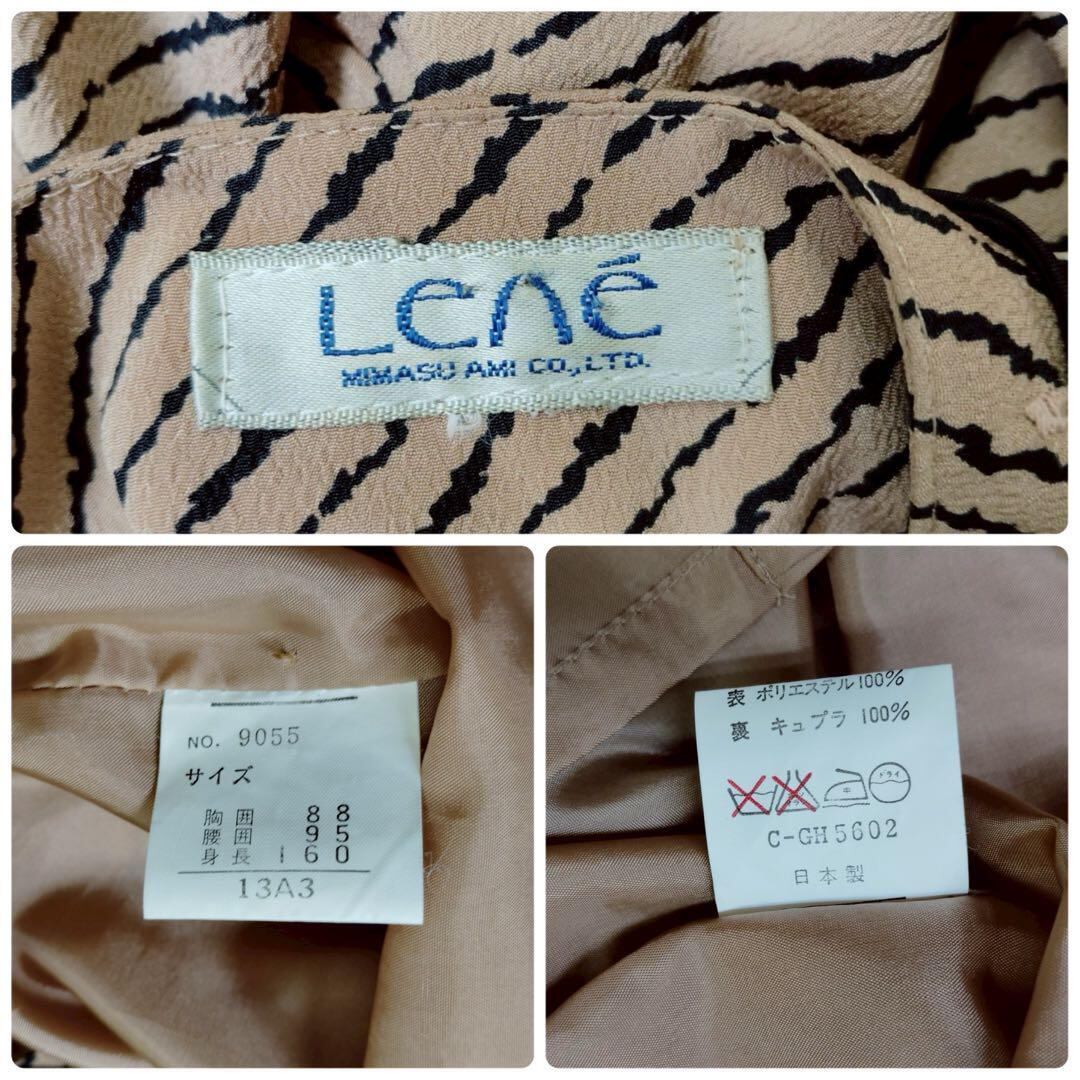 Lené
MIMASU AMI CO.,LTD.
NO. 9055
サイズ
胸囲 88
腰囲 95
身長 160
13A3
表 ポリエステル100%
裏 キュプラ 100%
中 ドライ
C-GH5602
日本製